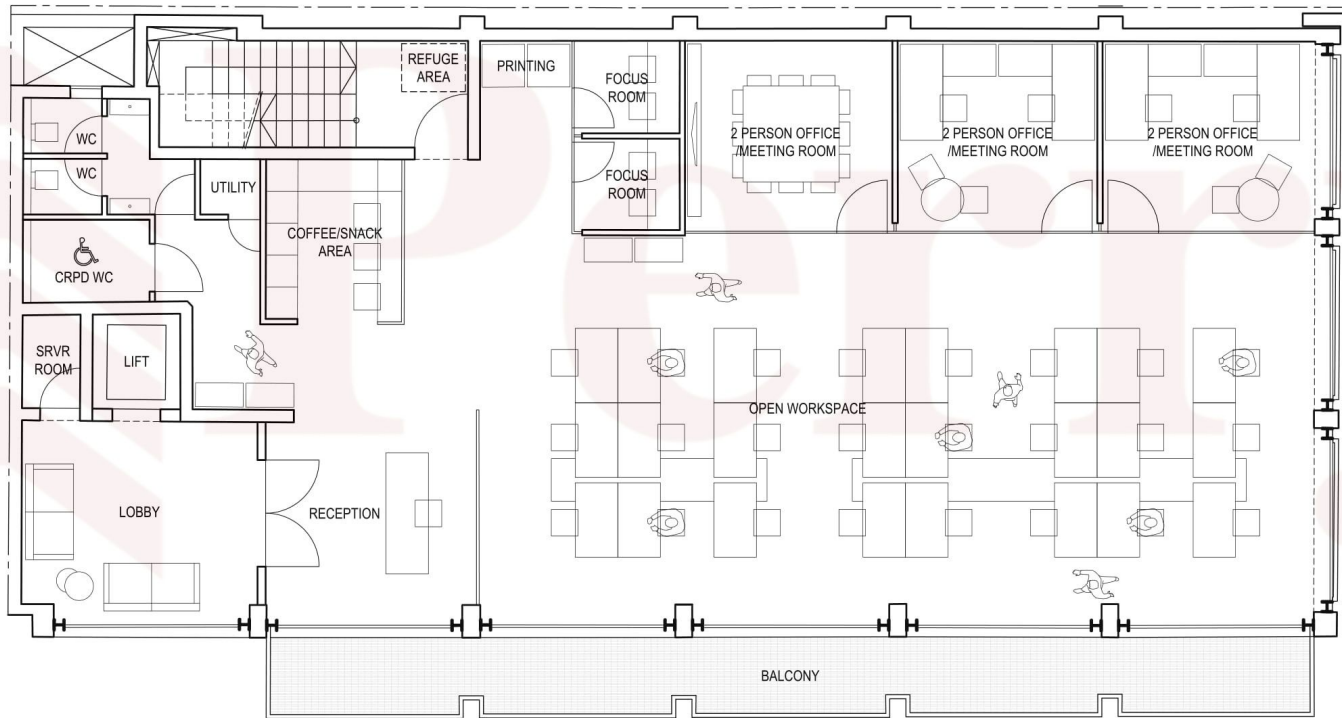 REFUGE
AREA
PRINTING
FOCUS
ROOM
WC
2 PERSON OFFICE
/MEETING ROOM
2 PERSON OFFICE
/MEETING ROOM
2 PERSON OFFICE
/MEETING ROOM
WC
UTILITY
FOCUS
ROOM
COFFEE/SNACK
AREA
CRPD WC
SRVR
ROOM
LIFT
OPEN WORKSPACE
LOBBY
RECEPTION
BALCONY
Perr